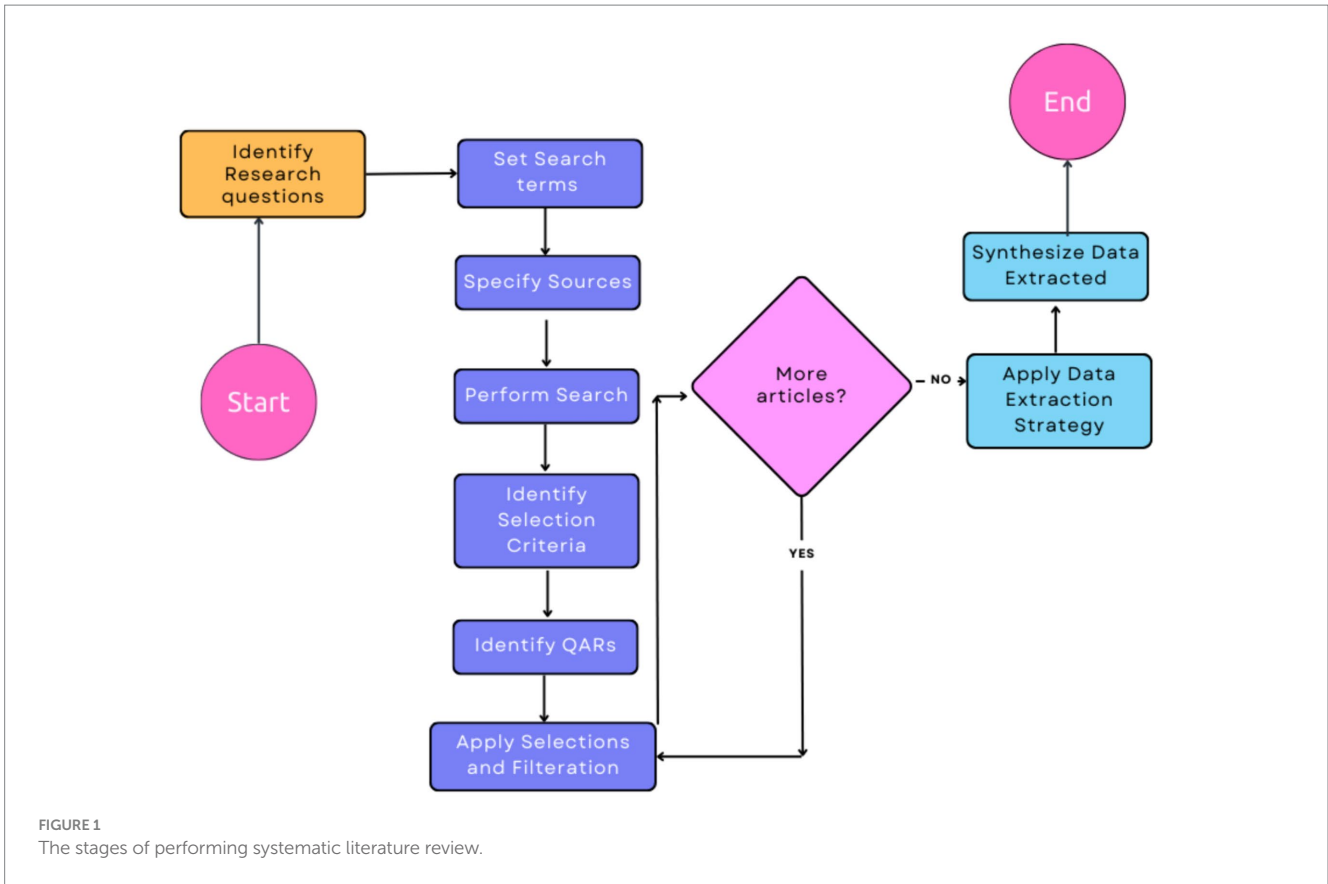 Start
Identify
Research
questions
Set Search
terms
Specify Sources
Perform Search
Identify
Selection
Criteria
Identify QARs
Apply Selections
and Filteration
More
articles?
YES
NO
Apply Data
Extraction
Strategy
Synthesize Data
Extracted
End
FIGURE 1
The stages of performing systematic literature review.